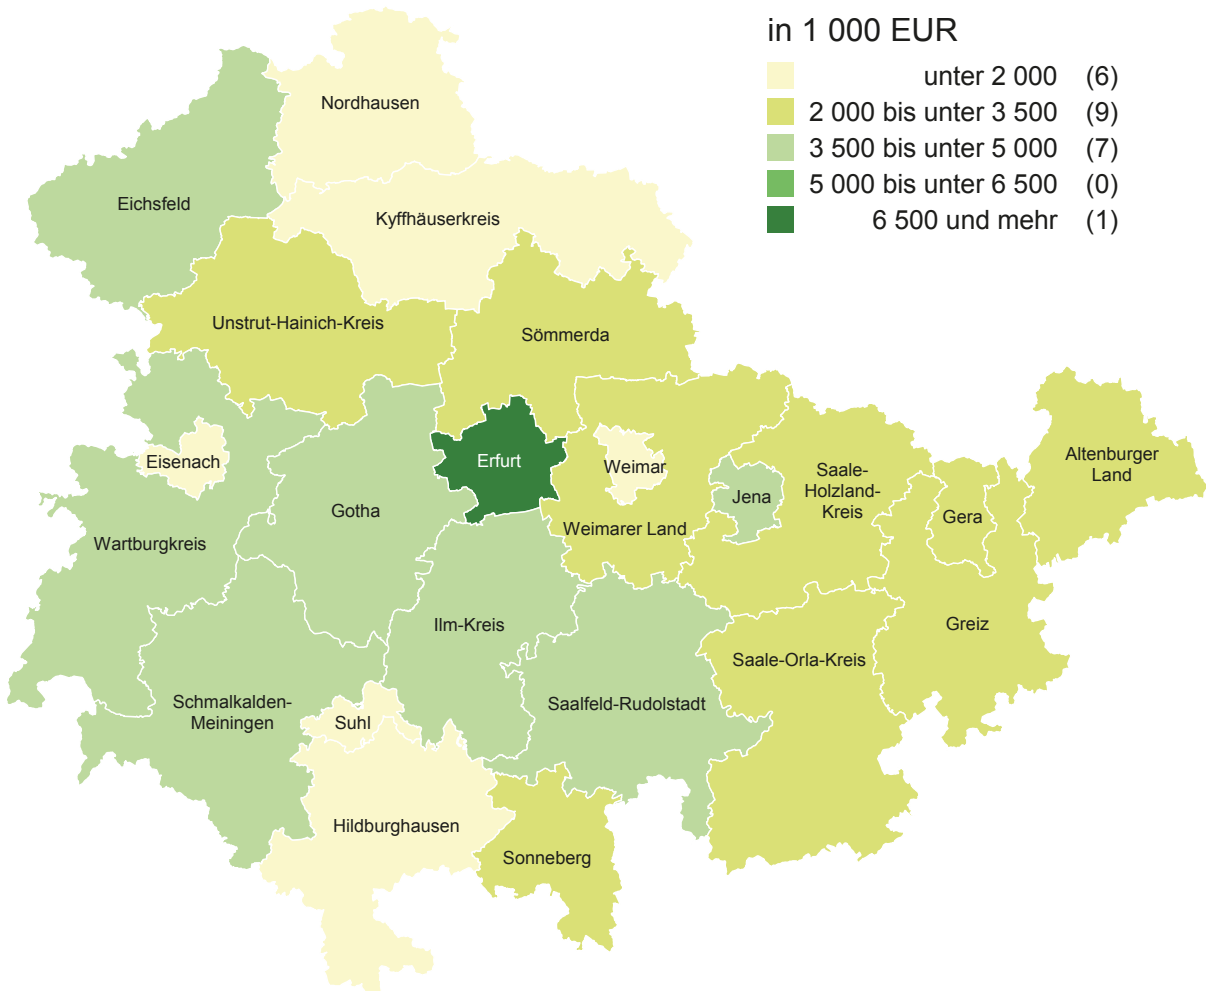 in 1 000 EUR
unter 2 000 (6)
2 000 bis unter 3 500 (9)
3 500 bis unter 5 000 (7)
5 000 bis unter 6 500 (0)
6 500 und mehr (1)
Nordhausen
Eichsfeld
Kyffhäuserkreis
Unstrut-Hainich-Kreis
Sömmerda
Eisenach
Erfurt
Weimar
Altenburger
Land
Saale-
Holzland-
Kreis
Jena
Gera
Gotha
Weimarer Land
Wartburgkreis
Ilm-Kreis
Greiz
Saale-Orla-Kreis
Schmalkalden-
Meiningen
Saalfeld-Rudolstadt
Suhl
Hildburghausen
Sonneberg